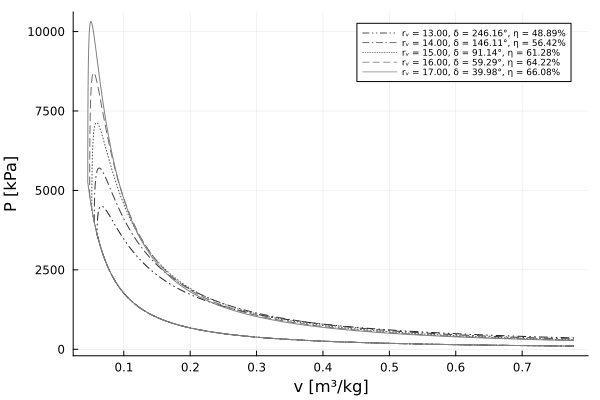 10000
7500
5000
2500
0
P [kPa]
rᵥ = 13.00, δ = 246.16°, η = 48.89%
rᵥ = 14.00, δ = 146.11°, η = 56.42%
rᵥ = 15.00, δ = 91.14°, η = 61.28%
rᵥ = 16.00, δ = 59.29°, η = 64.22%
rᵥ = 17.00, δ = 39.98°, η = 66.08%
0.1 0.2 0.3 0.4 0.5 0.6 0.7
v [m³/kg]